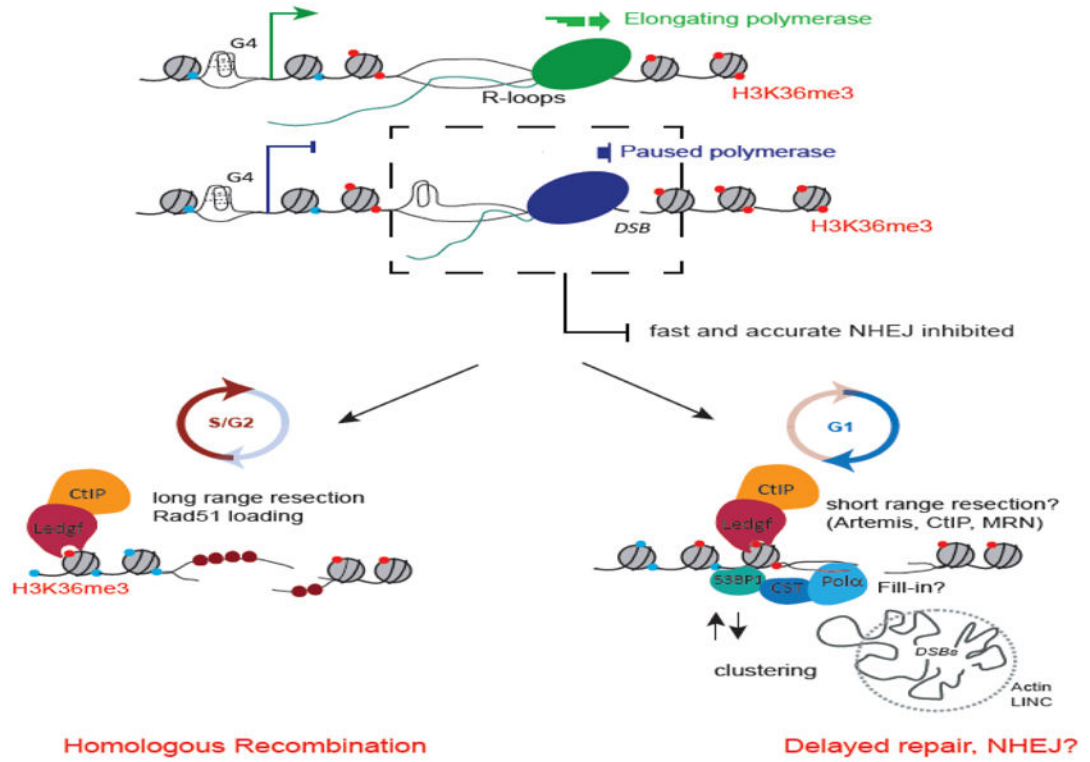 G4
Elongating polymerase
R-loops
H3K36me3
G4
Paused polymerase
DSB
H3K36me3
fast and accurate NHEJ inhibited
S/G2
G1
CtIP
Ledgf
long range resection
Rad51 loading
H3K36me3
CtIP
Ledgf
short range resection?
(Artemis, CtIP, MRN)
53BP1
CST
Polα
Fill-in?
clustering
DSBs
Actin
LINC
Homologous Recombination
Delayed repair, NHEJ?